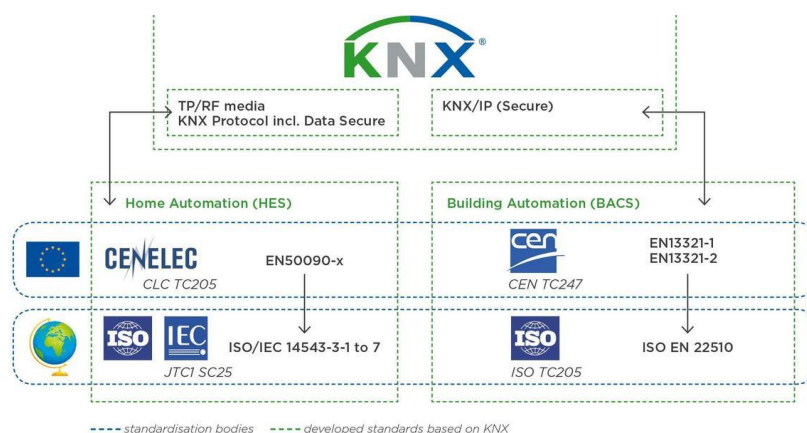 KNX®
TP/RF media
KNX Protocol incl. Data Secure
KNX/IP (Secure)
Home Automation (HES)
Building Automation (BACS)
CENELEC
CLC TC205
EN50090-x
cen
CEN TC247
EN13321-1
EN13321-2
ISO
IEC
JTC1 SC25
ISO/IEC 14543-3-1 to 7
ISO
ISO TC205
ISO EN 22510
standardisation bodies
developed standards based on KNX